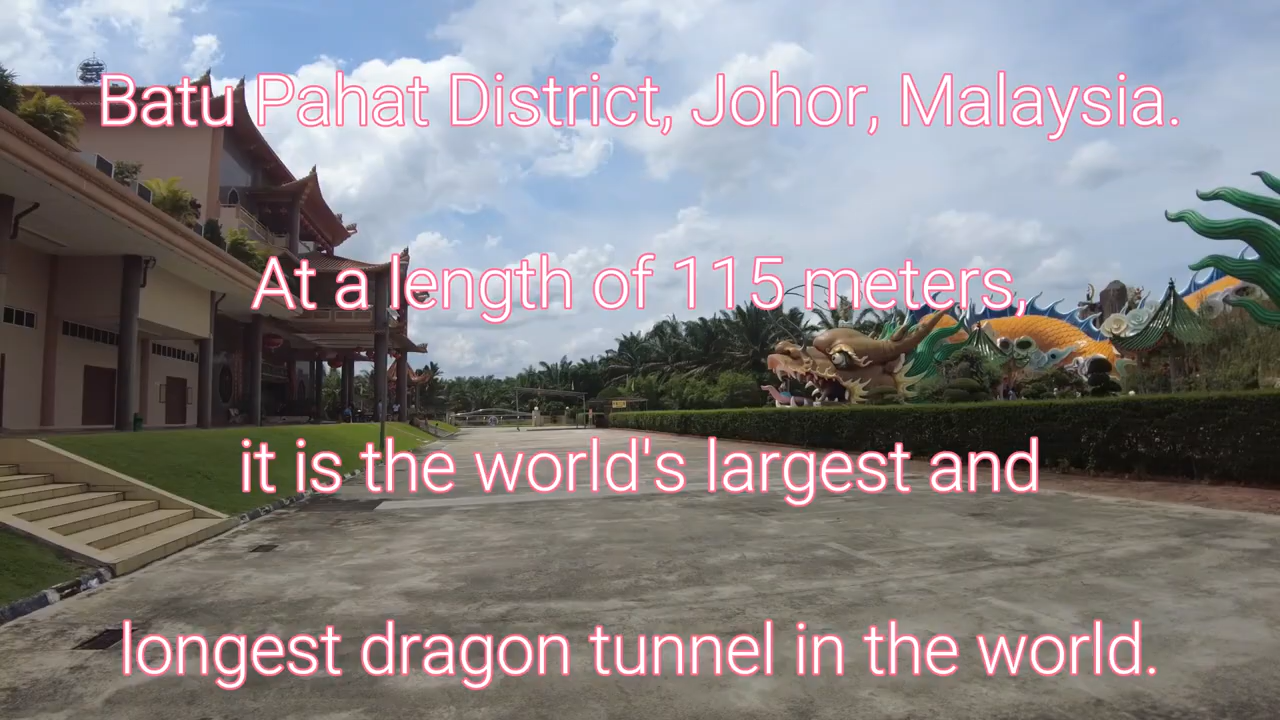 Batu Pahat District, Johor, Malaysia.
At a length of 115 meters,
it is the world's largest and
longest dragon tunnel in the world.